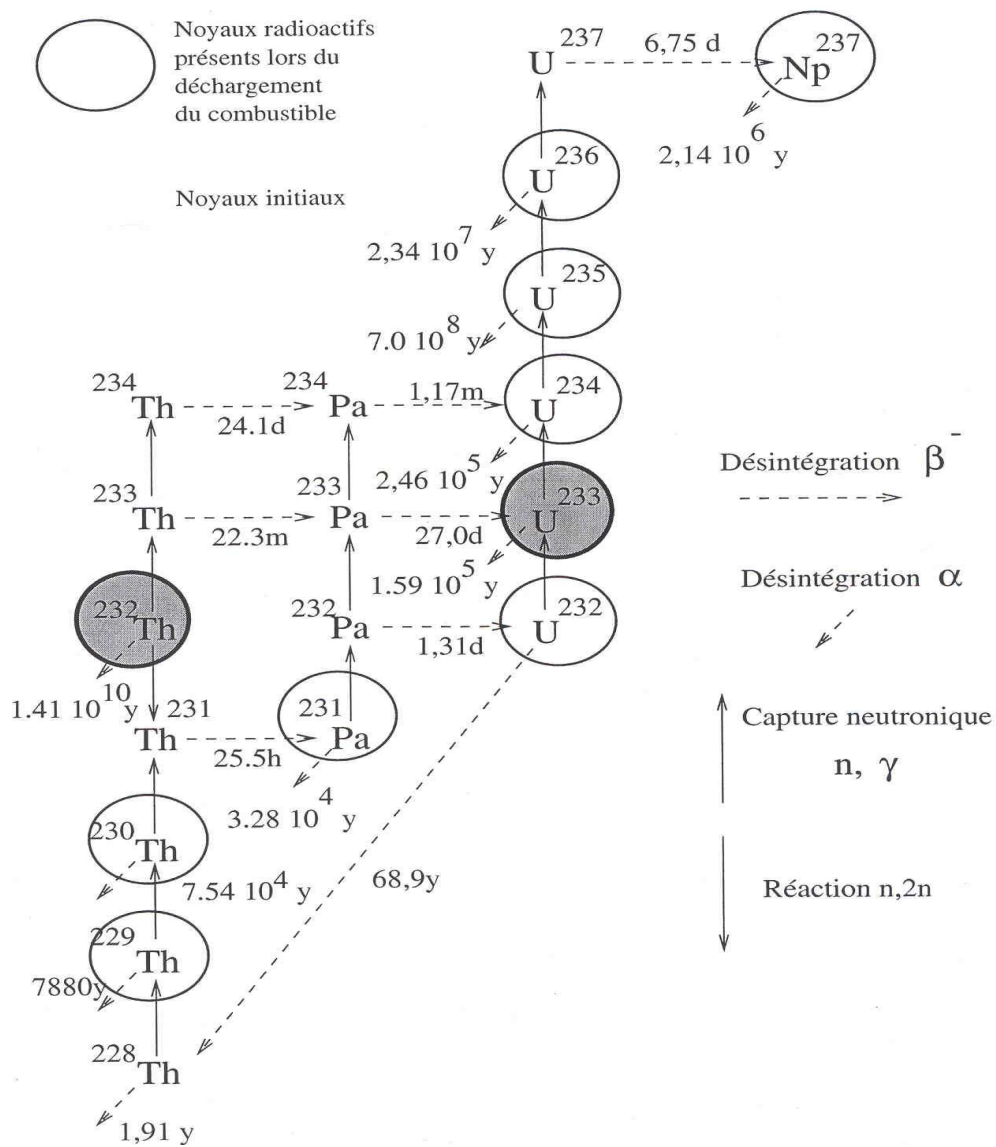 Noyaux radioactifs
présents lors du
déchargement
du combustible
Noyaux initiaux
U 237
6,75 d
Np 237
2,14 10^6 y
U 236
2,34 10^7 y
U 235
7.0 10^8 y
234 Th
24.1d
234 Pa
1,17m
U 234
2,46 10^5 y
233 Th
22.3m
233 Pa
27,0d
U 233
1.59 10^5 y
232 Th
1.41 10^10 y
232 Pa
1,31d
U 232
68,9y
231 Th
25.5h
231 Pa
3.28 10^4 y
230 Th
7.54 10^4 y
229 Th
7880y
228 Th
1,91 y
Désintégration β-
Désintégration α
Capture neutronique
n, γ
Réaction n,2n